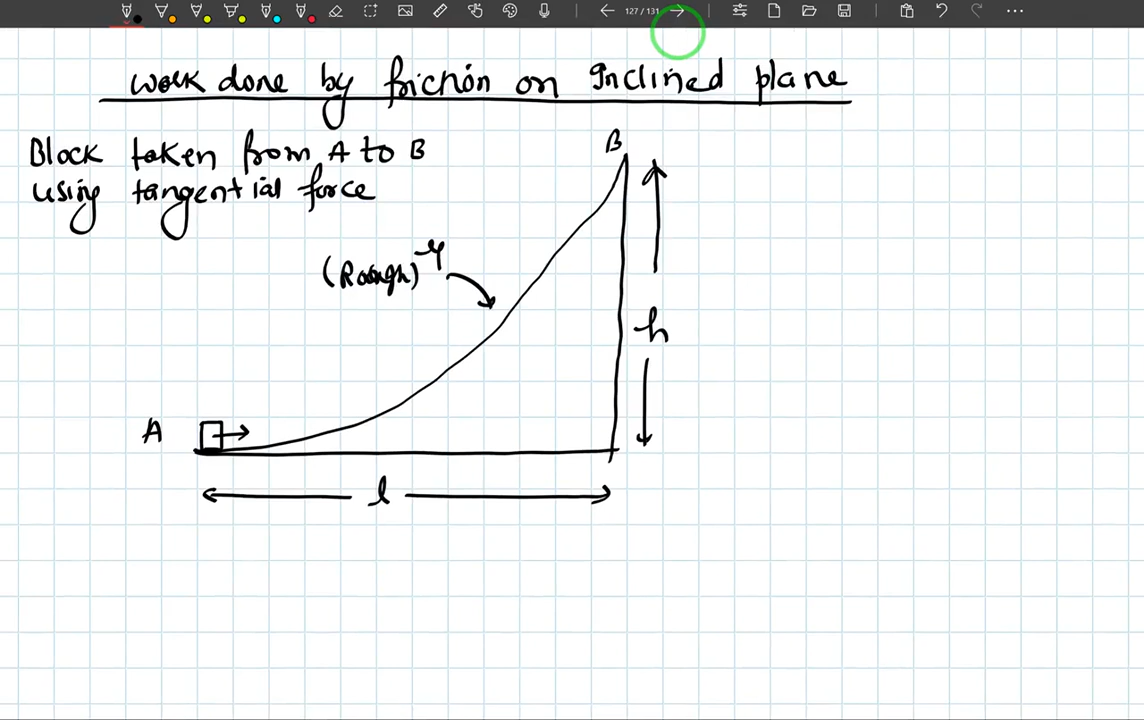 127 / 131
work done by friction on Inclined plane
Block taken from A to B
using tangential force
B
(Rough) μ
h
A
l